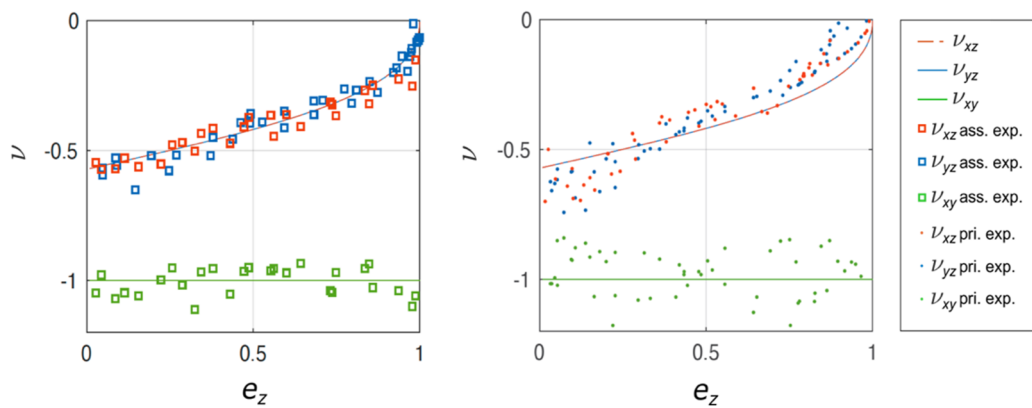 0
-0.5
-1
ν
0
0.5
1
e_z
0
-0.5
-1
ν
0
0.5
1
e_z
ν_xz
ν_yz
ν_xy
ν_xz ass. exp.
ν_yz ass. exp.
ν_xy ass. exp.
ν_xz pri. exp.
ν_yz pri. exp.
ν_xy pri. exp.